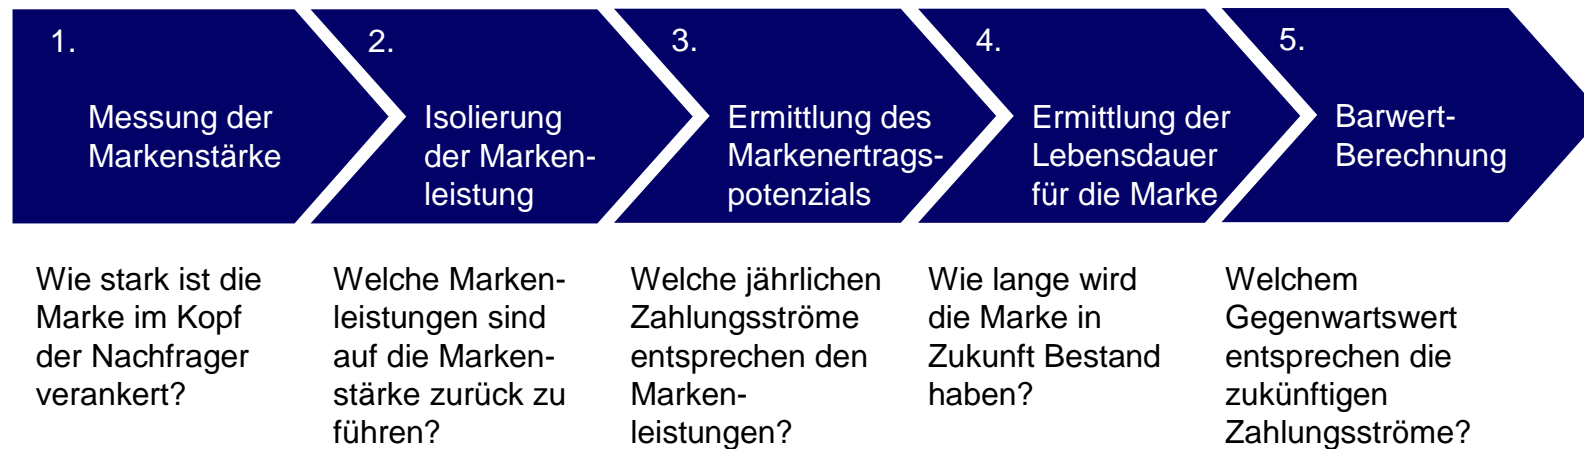 1.
Messung der
Markenstärke
2.
Isolierung
der Marken-
leistung
3.
Ermittlung des
Markenertrags-
potenzials
4.
Ermittlung der
Lebensdauer
für die Marke
5.
Barwert-
Berechnung
Wie stark ist die
Marke im Kopf
der Nachfrager
verankert?
Welche Marken-
leistungen sind
auf die Marken-
stärke zurück zu
führen?
Welche jährlichen
Zahlungsströme
entsprechen den
Marken-
leistungen?
Wie lange wird
die Marke in
Zukunft Bestand
haben?
Welchem
Gegenwartswert
entsprechen die
zukünftigen
Zahlungsströme?